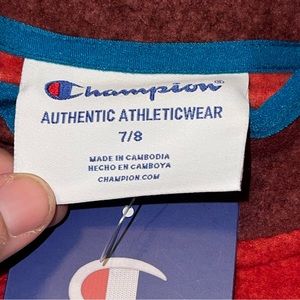 Champion®
AUTHENTIC ATHLETICWEAR
7/8
MADE IN CAMBODIA
HECHO EN CAMBOYA
CHAMPION.COM